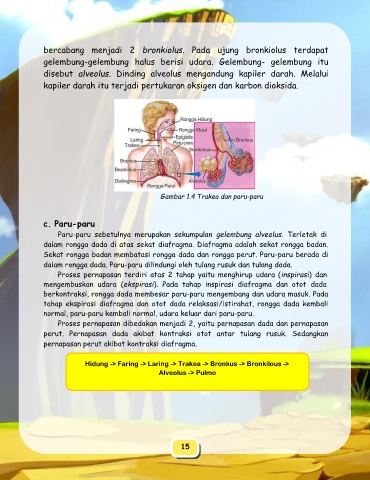 bercabang menjadi 2 bronkiolus. Pada ujung bronkiolus terdapat
gelembung-gelembung halus berisi udara. Gelembung- gelembung itu
disebut alveolus. Dinding alveolus mengandung kapiler darah. Melalui
kapiler darah itu terjadi pertukaran oksigen dan karbon dioksida.
Rongga Hidung
Faring
Rongga Mulut
Laring
Epiglotis
Trakea
Paru-paru
Bronkus
Bronkiolus
Bronkus
Bronkiolus
Diafragma
Alveolus
Rongga Perut
Gambar 1.4 Trakea dan paru-paru
c. Paru-paru
Paru-paru sebetulnya merupakan sekumpulan gelembung alveolus. Terletak di
dalam rongga dada di atas sekat diafragma. Diafragma adalah sekat rongga badan.
Sekat rongga badan membatasi rongga dada dan rongga perut. Paru-paru berada di
dalam rongga dada. Paru-paru dilindungi oleh tulang rusuk dan tulang dada.
Proses pernapasan terdiri atas 2 tahap yaitu menghirup udara (inspirasi) dan
mengembuskan udara (ekspirasi). Pada tahap inspirasi diafragma dan otot dada
berkontraksi, rongga dada membesar paru-paru mengembang dan udara masuk. Pada
tahap ekspirasi diafragma dan otot dada relaksasi/istirahat, rongga dada kembali
normal, paru-paru kembali normal, udara keluar dari paru-paru.
Proses pernapasan dibedakan menjadi 2, yaitu pernapasan dada dan pernapasan
perut. Pernapasan dada akibat kontraksi otot antar tulang rusuk. Sedangkan
pernapasan perut akibat kontraksi diafragma.
Hidung -> Faring -> Laring -> Trakea -> Bronkus -> Bronkilous ->
Alveolus -> Pulmo
15